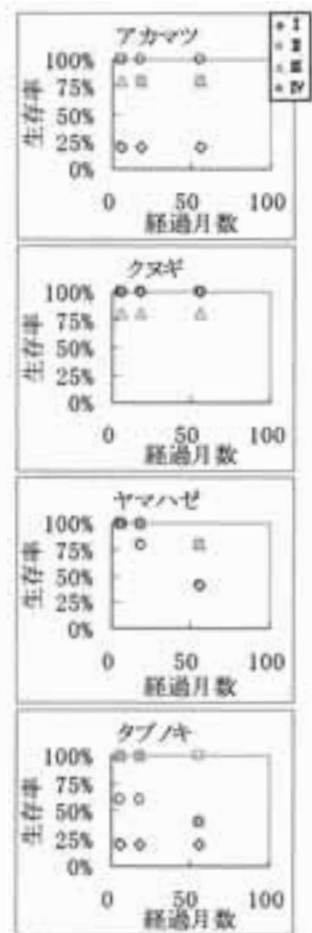 アカマツ
I
II
III
IV
生存率
100%
75%
50%
25%
0%
0 50 100
経過月数
クヌギ
生存率
100%
75%
50%
25%
0%
0 50 100
経過月数
ヤマハゼ
生存率
100%
75%
50%
25%
0%
0 50 100
経過月数
タブノキ
生存率
100%
75%
50%
25%
0%
0 50 100
経過月数